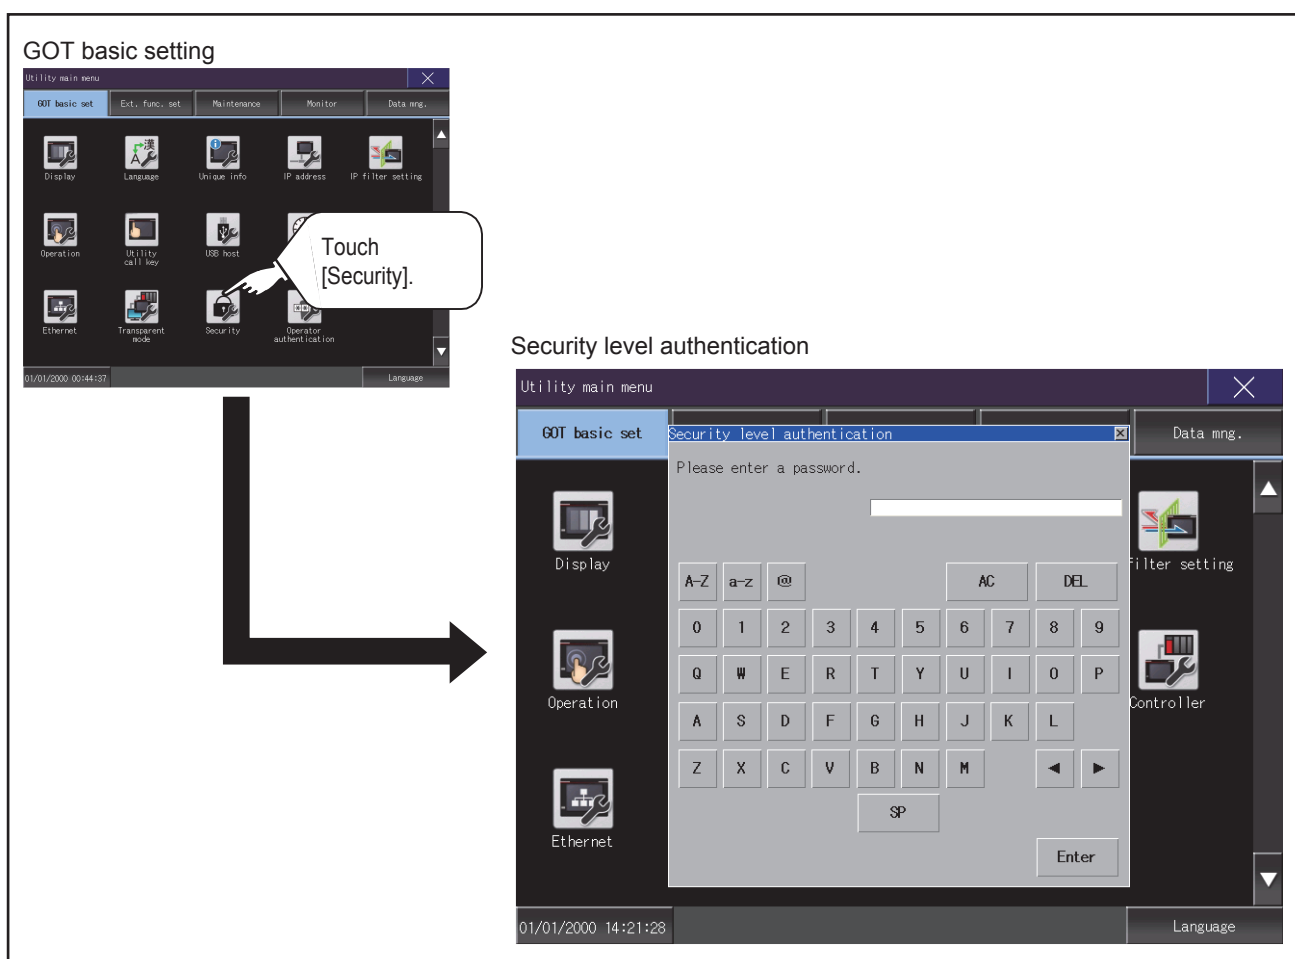 GOT basic setting
Utility main menu
GOT basic set Ext. func. set Maintenance Monitor Data mng.
Display Language Unique info IP address IP filter setting
Operation Utility call key USB host
Touch
[Security].
Ethernet Transparent mode Security Operator authentication
01/01/2000 00:44:37 Language
Security level authentication
Utility main menu
GOT basic set Data mng.
Security level authentication
Please enter a password.
Display filter setting
A-Z a-z @ AC DEL
0 1 2 3 4 5 6 7 8 9
Q W E R T Y U I O P
Operation Controller
A S D F G H J K L
Z X C V B N M
SP
Ethernet
Enter
01/01/2000 14:21:28 Language